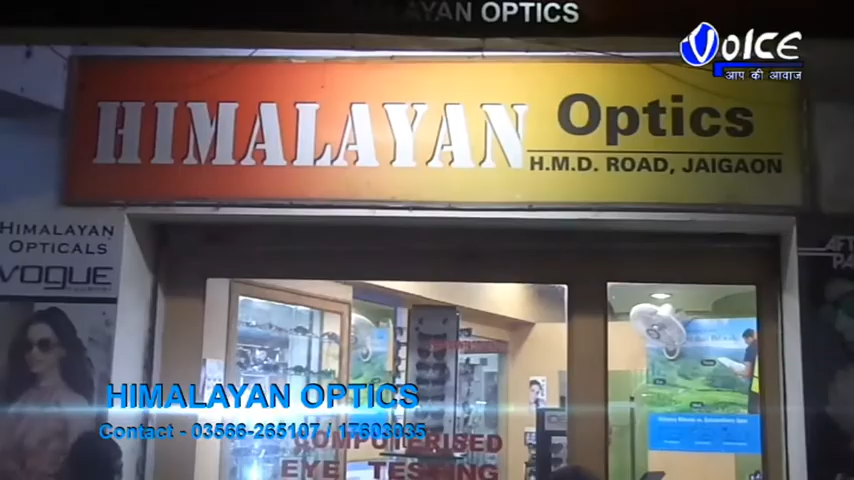 OPTICS
VOICE
आप की आवाज
HIMALAYAN Optics
H.M.D. ROAD, JAIGAON
HIMALAYAN
OPTICALS
VOGUE
HIMALAYAN OPTICS
Contact - 03566-265107 / 17603035
COMPUTERISED
EYE TESTING